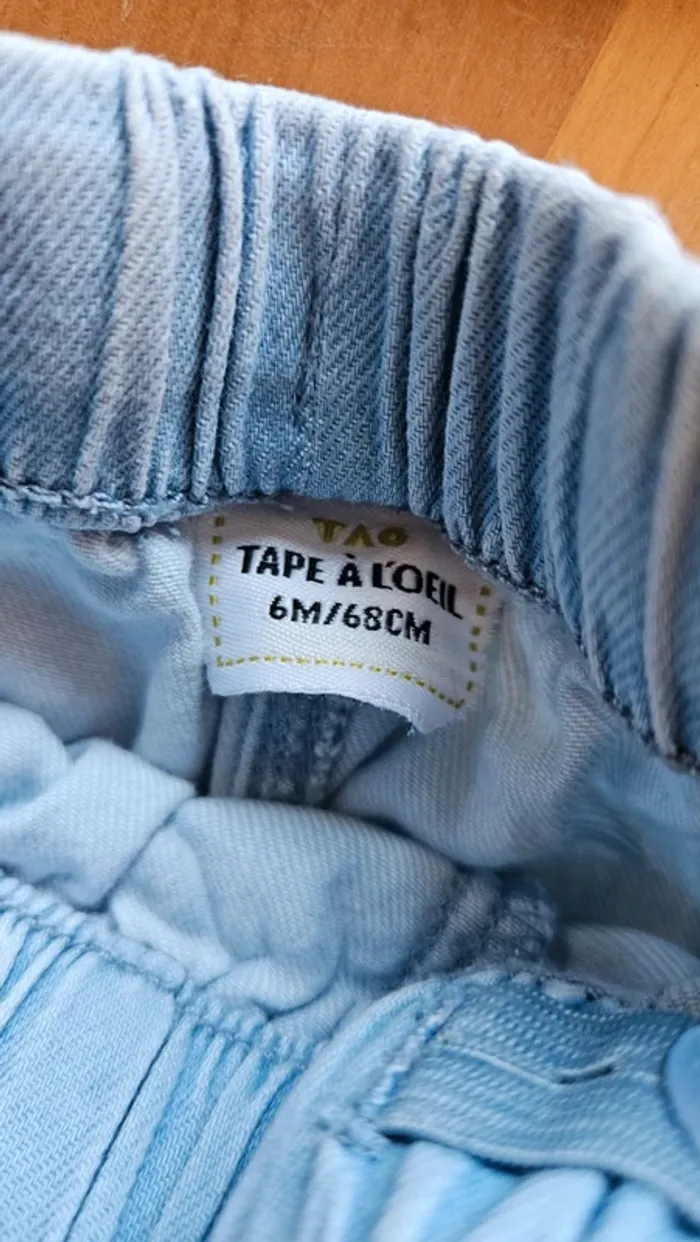 TAO
TAPE À L'OEIL
6M/68CM